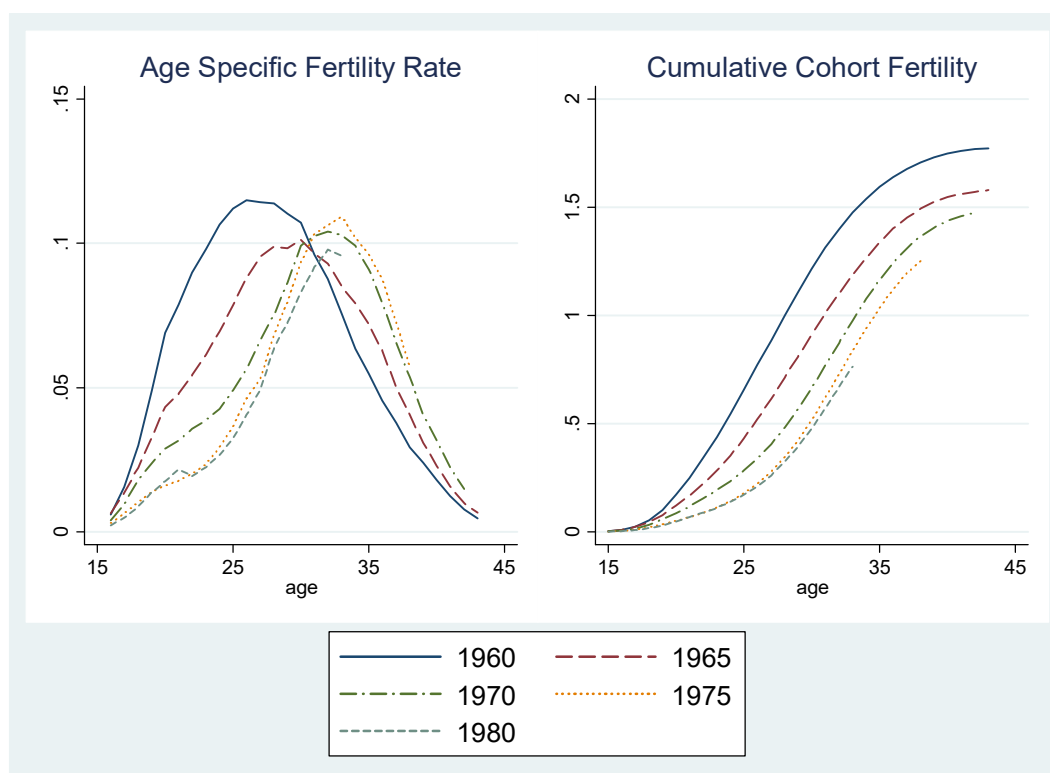 Age Specific Fertility Rate
.15
.1
.05
0
15 25 35 45
age
Cumulative Cohort Fertility
2
1.5
1
.5
0
15 25 35 45
age
1960 1965
1970 1975
1980